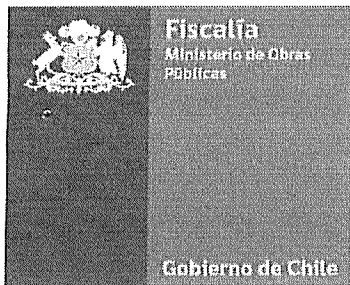 Fiscalía
Ministerio de Obras
Públicas
Gobierno de Chile